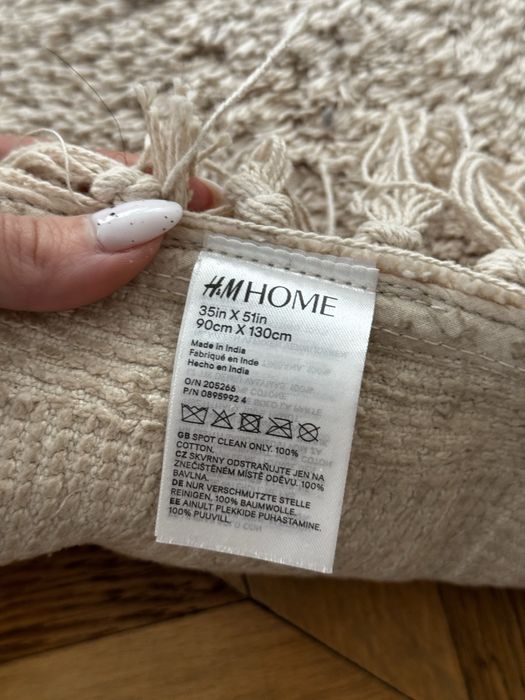 H&M HOME
35in X 51in
90cm X 130cm
Made in India
Fabriqué en Inde
Hecho en India
O/N 205266
P/N 0895992 4
GB SPOT CLEAN ONLY. 100%
COTTON.
CZ SKVRNY ODSTRAŇUJTE JEN NA
ZNEČIŠTĚNÉM MÍSTĚ ODĚVU. 100%
BAVLNA.
DE NUR VERSCHMUTZTE STELLE
REINIGEN, 100% BAUMWOLLE.
EE AINULT PLEKKIDE PUHASTAMINE.
100% PUUVILL.